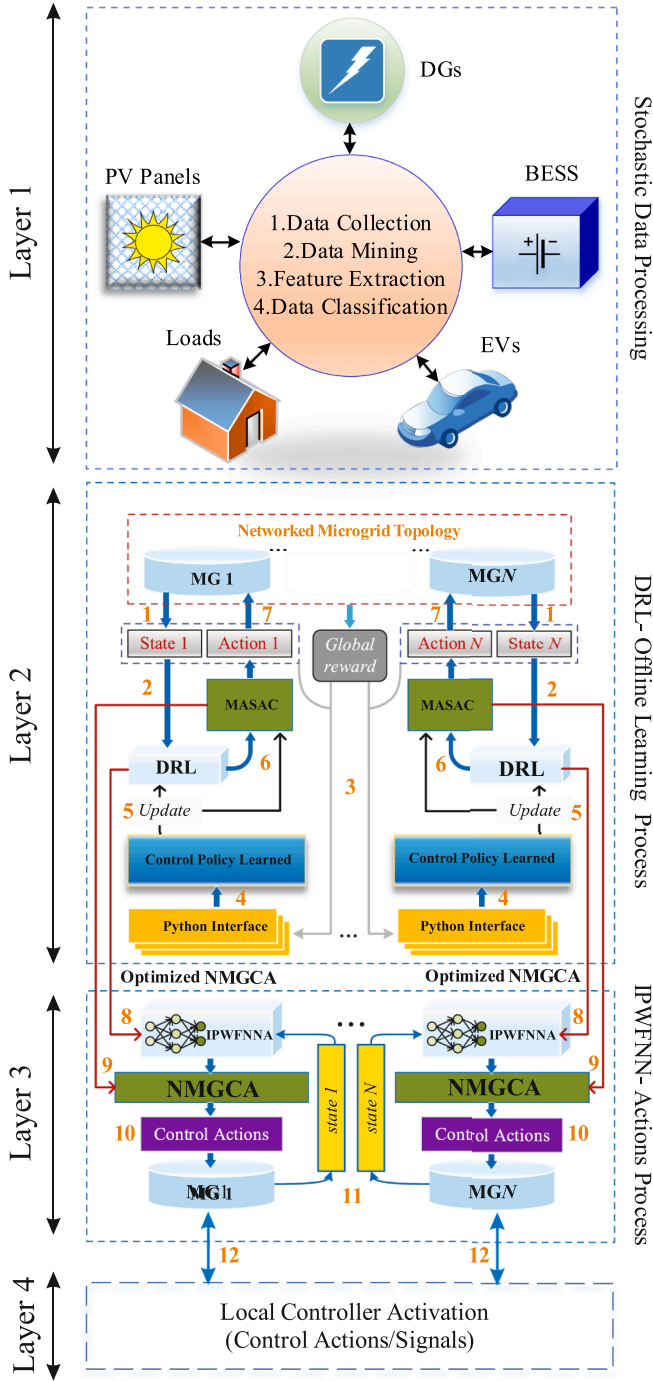 Layer 1
Stochastic Data Processing
DGs
PV Panels
BESS
1.Data Collection
2.Data Mining
3.Feature Extraction
4.Data Classification
Loads
EVs
+ -
Layer 2
DRL- Offline Learning Process
Networked Microgrid Topology
...
...
MG 1
MGN
1
7
7
1
State 1
Action 1
Global
reward
Action N
State N
2
2
MASAC
MASAC
DRL
6
6
DRL
3
5
Update
Update
5
Control Policy Learned
Control Policy Learned
4
4
Python Interface
...
Python Interface
Optimized NMGCA
Optimized NMGCA
Layer 3
IPWFNN- Actions Process
8
IPWFNNA
...
IPWFNNA
8
9
NMGCA
state 1
state N
NMGCA
9
10
Control Actions
Control Actions
10
MG 1
11
MGN
12
12
Layer 4
Local Controller Activation
(Control Actions/Signals)